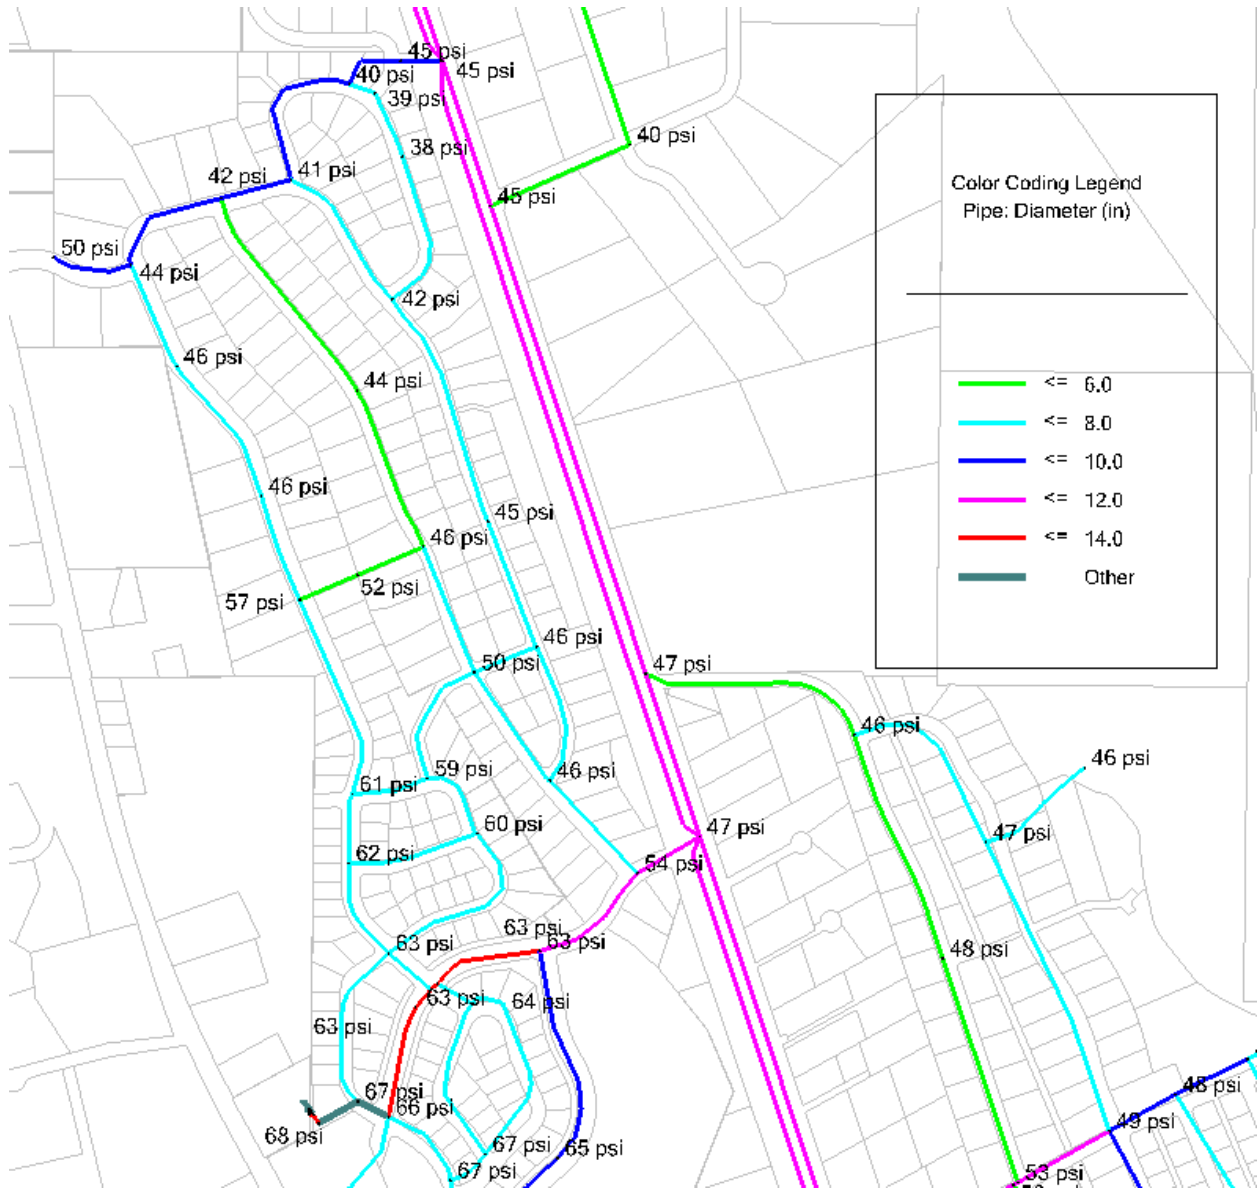 45 psi
45 psi
40 psi
39 psi
40 psi
38 psi
42 psi
41 psi
45 psi
Color Coding Legend
Pipe: Diameter (in)
50 psi
44 psi
42 psi
46 psi
44 psi
<= 6.0
<= 8.0
<= 10.0
46 psi
<= 12.0
45 psi
<= 14.0
46 psi
52 psi
Other
57 psi
46 psi
50 psi
47 psi
46 psi
46 psi
59 psi
46 psi
61 psi
60 psi
47 psi
47 psi
62 psi
54 psi
63 psi
63 psi
63 psi
48 psi
63 psi
64 psi
63 psi
67 psi
48 psi
66 psi
68 psi
49 psi
67 psi
65 psi
67 psi
53 psi